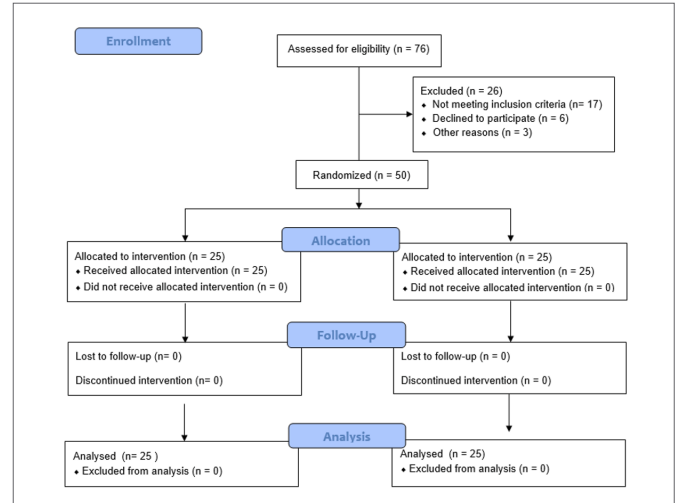 Enrollment
Assessed for eligibility (n = 76)
Excluded (n = 26)
⬥ Not meeting inclusion criteria (n= 17)
⬥ Declined to participate (n = 6)
⬥ Other reasons (n = 3)
Randomized (n = 50)
Allocation
Allocated to intervention (n = 25)
⬥ Received allocated intervention (n = 25)
⬥ Did not receive allocated intervention (n = 0)
Allocated to intervention (n = 25)
⬥ Received allocated intervention (n = 25)
⬥ Did not receive allocated intervention (n = 0)
Follow-Up
Lost to follow-up (n= 0)
Discontinued intervention (n= 0)
Lost to follow-up (n = 0)
Discontinued intervention (n = 0)
Analysis
Analysed (n= 25 )
⬥ Excluded from analysis (n = 0)
Analysed (n = 25)
⬥ Excluded from analysis (n = 0)